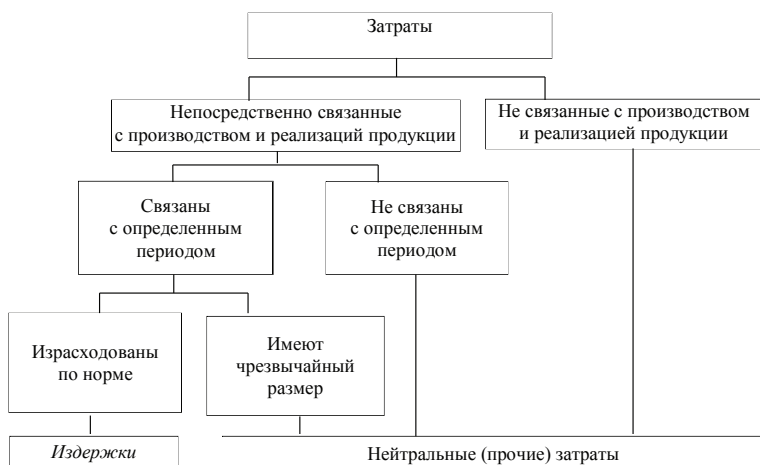 Затраты
Непосредственно связанные
с производством и реализаций продукции
Не связанные с производством
и реализацией продукции
Связаны
с определенным
периодом
Не связаны
с определенным
периодом
Израсходованы
по норме
Имеют
чрезвычайный
размер
Издержки
Нейтральные (прочие) затраты